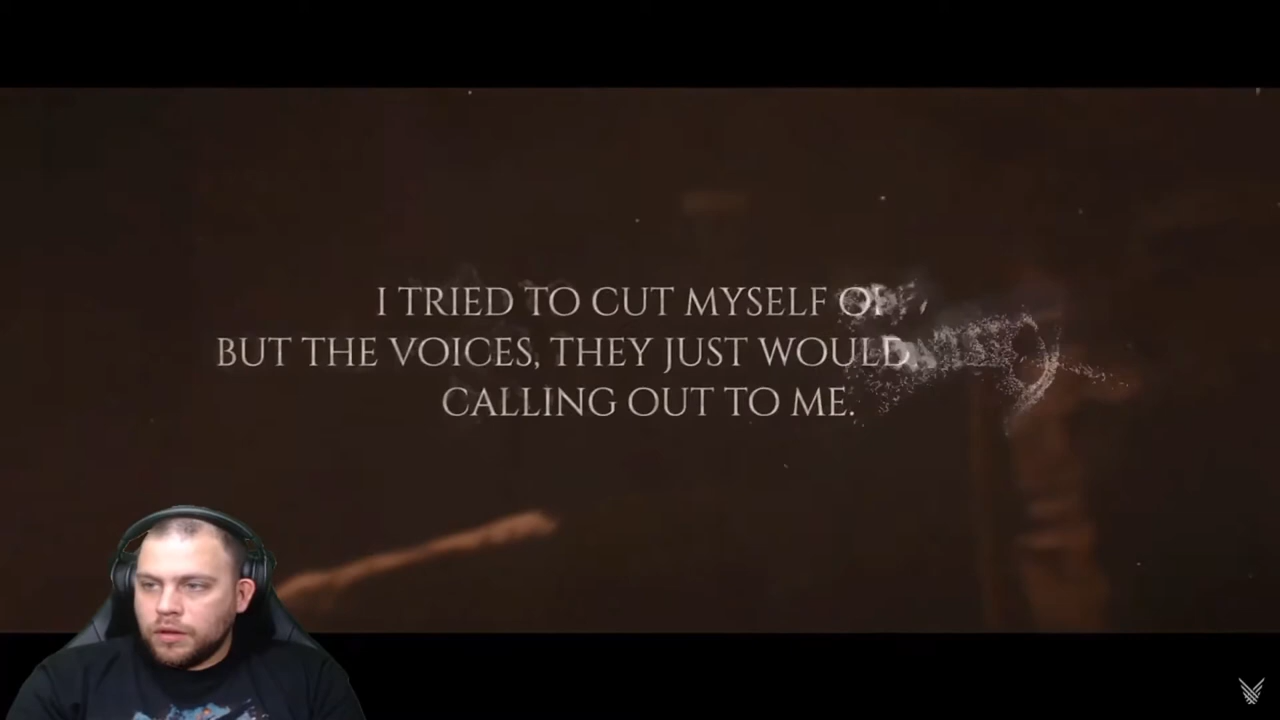 I TRIED TO CUT MYSELF
BUT THE VOICES, THEY JUST WOULD
CALLING OUT TO ME.